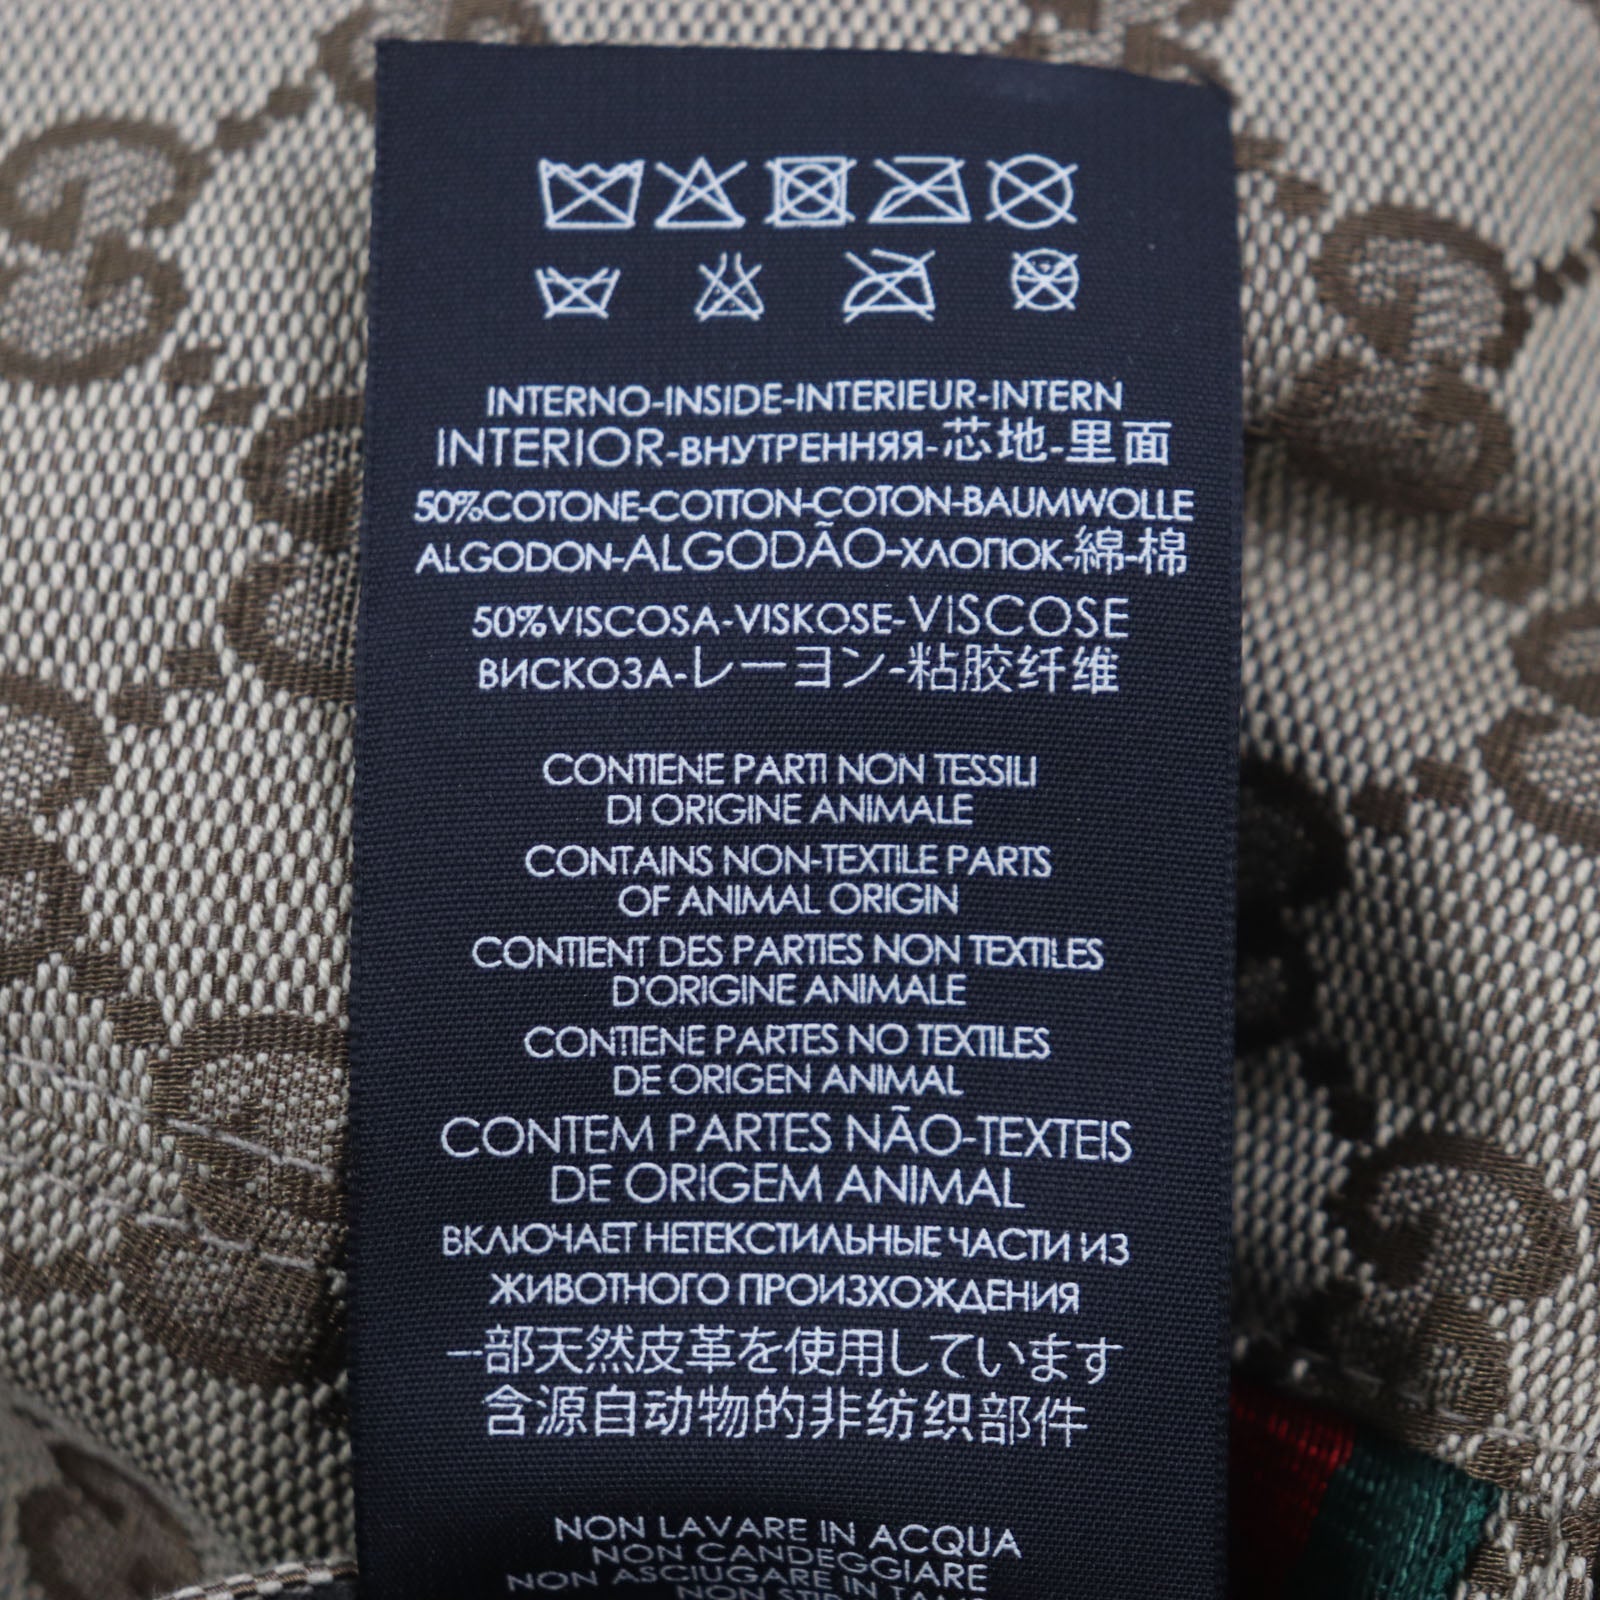 INTERNO-INSIDE-INTERIEUR-INTERN
INTERIOR-ВНУТРЕННЯЯ-芯地-里面
50%COTONE-COTTON-COTON-BAUMWOLLE
ALGODON-ALGODÃO-ХЛОПОК-綿-棉
50%VISCOSA-VISKOSE-VISCOSE
ВИСКОЗА-レーヨン-粘胶纤维
CONTIENE PARTI NON TESSILI
DI ORIGINE ANIMALE
CONTAINS NON-TEXTILE PARTS
OF ANIMAL ORIGIN
CONTIENT DES PARTIES NON TEXTILES
D'ORIGINE ANIMALE
CONTIENE PARTES NO TEXTILES
DE ORIGEN ANIMAL
CONTEM PARTES NÃO-TEXTEIS
DE ORIGEM ANIMAL
ВКЛЮЧАЕТ НЕТЕКСТИЛЬНЫЕ ЧАСТИ ИЗ
ЖИВОТНОГО ПРОИЗХОЖДЕНИЯ
一部天然皮革を使用しています
含源自动物的非纺织部件
NON LAVARE IN ACQUA
NON CANDEGGIARE
NON ASCIUGARE IN
NON